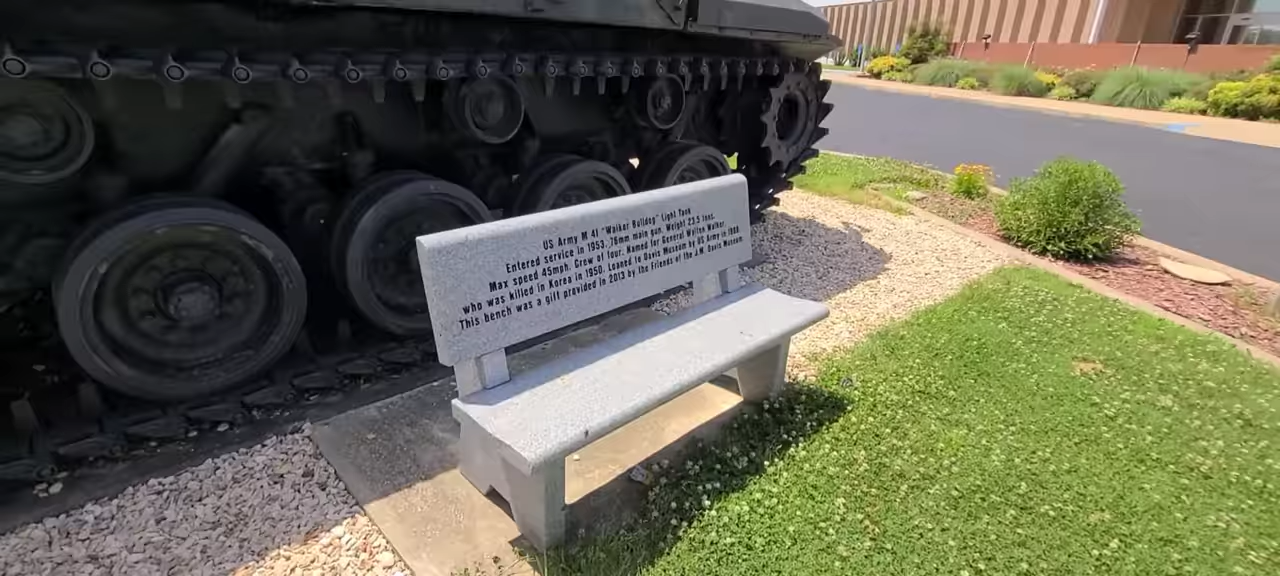 US Army M 41 "Walker Bulldog" Light Tank
Entered service in 1953. 76mm main gun. Weight 23.5 tons.
Max speed 45mph. Crew of four. Named for General Walton Walker,
who was killed in Korea in 1950. Loaned to Davis Museum by US Army in 1988.
This bench was a gift provided in 2013 by the Friends of the J.M. Davis Museum